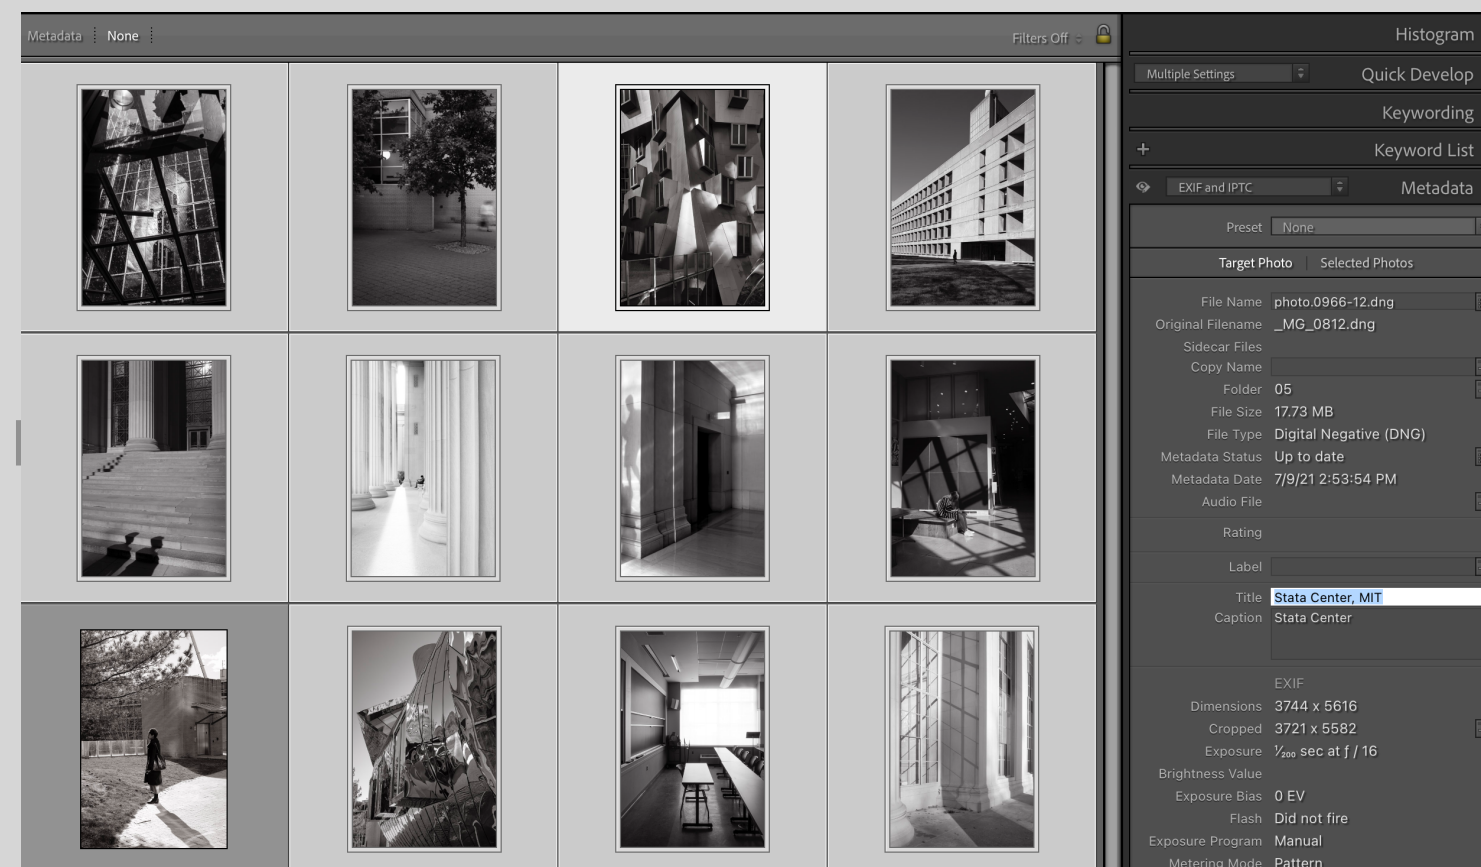 Metadata None
Filters Off
Histogram
Multiple Settings Quick Develop
Keywording
+ Keyword List
EXIF and IPTC Metadata
Preset None
Target Photo Selected Photos
File Name photo.0966-12.dng
Original Filename _MG_0812.dng
Sidecar Files
Copy Name
Folder 05
File Size 17.73 MB
File Type Digital Negative (DNG)
Metadata Status Up to date
Metadata Date 7/9/21 2:53:54 PM
Audio File
Rating
Label
Title Stata Center, MIT
Caption Stata Center
EXIF
Dimensions 3744 x 5616
Cropped 3721 x 5582
Exposure 1/200 sec at ƒ / 16
Brightness Value
Exposure Bias 0 EV
Flash Did not fire
Exposure Program Manual
Metering Mode Pattern